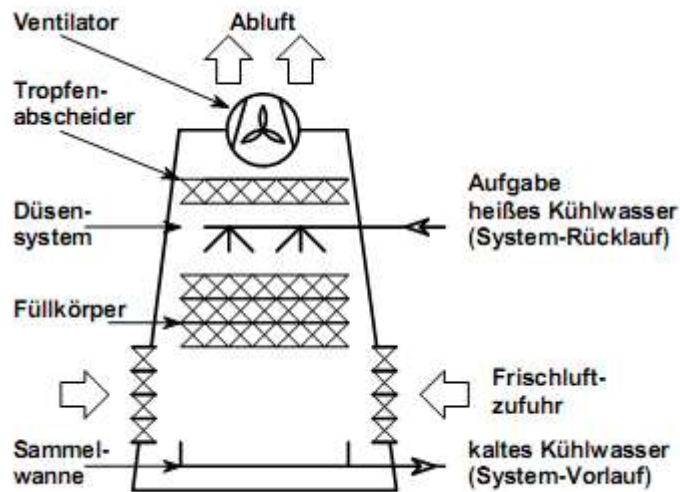 Ventilator
Abluft
Tropfen-
abscheider
Düsen-
system
Aufgabe
heißes Kühlwasser
(System-Rücklauf)
Füllkörper
Frischluft-
zufuhr
Sammel-
wanne
kaltes Kühlwasser
(System-Vorlauf)